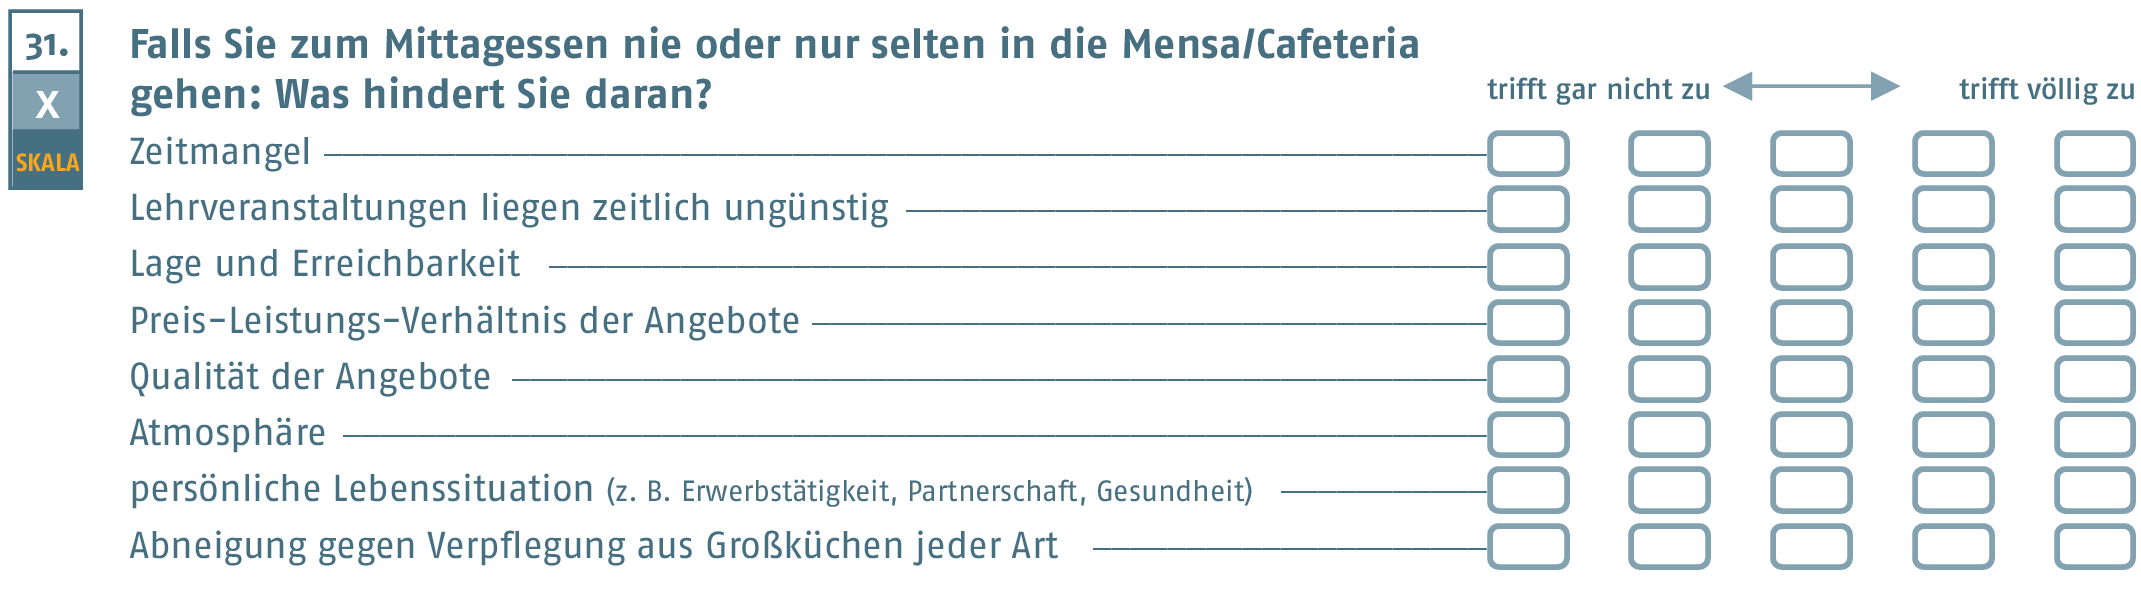 31.
X
SKALA
Falls Sie zum Mittagessen nie oder nur selten in die Mensa/Cafeteria
gehen: Was hindert Sie daran?
trifft gar nicht zu
trifft völlig zu
Zeitmangel
Lehrveranstaltungen liegen zeitlich ungünstig
Lage und Erreichbarkeit
Preis-Leistungs-Verhältnis der Angebote
Qualität der Angebote
Atmosphäre
persönliche Lebenssituation (z. B. Erwerbstätigkeit, Partnerschaft, Gesundheit)
Abneigung gegen Verpflegung aus Großküchen jeder Art